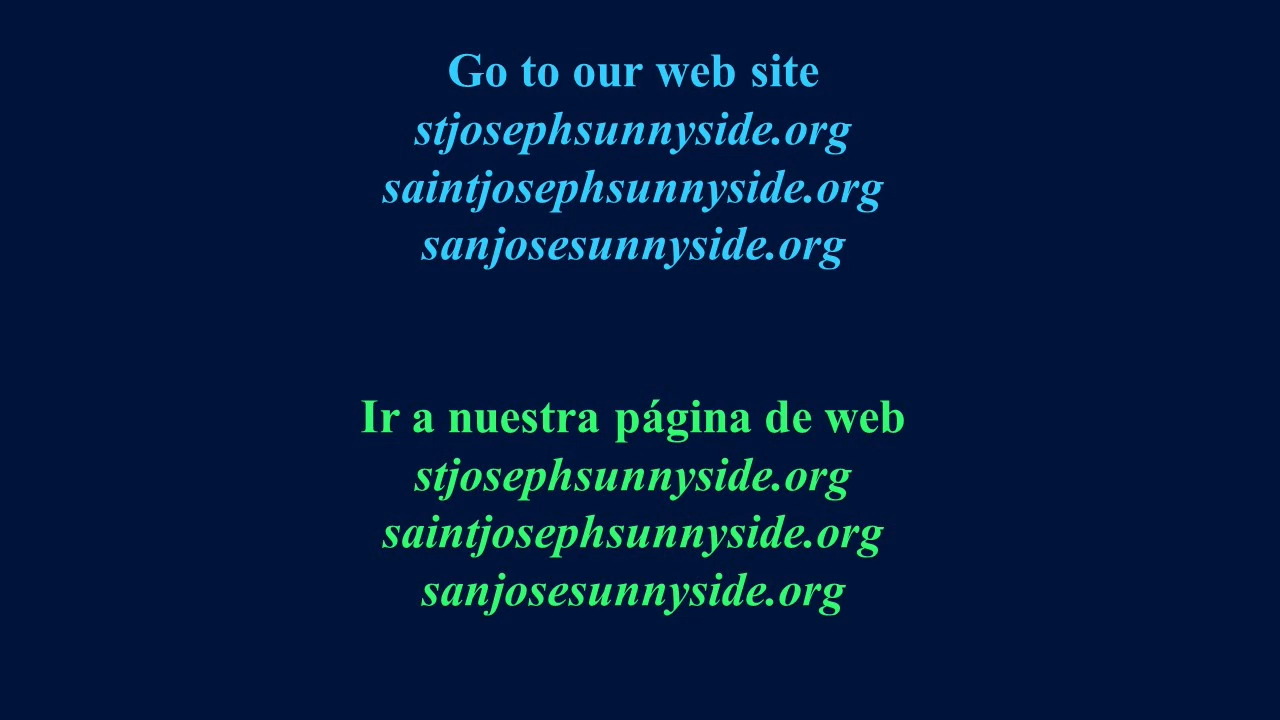 Go to our web site
stjosephsunnyside.org
saintjosephsunnyside.org
sanjosesunnyside.org
Ir a nuestra página de web
stjosephsunnyside.org
saintjosephsunnyside.org
sanjosesunnyside.org